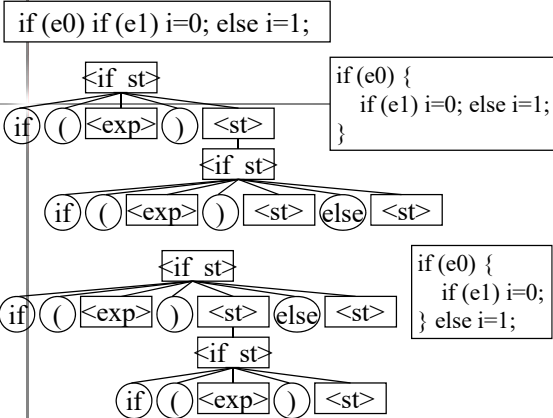 if (e0) if (e1) i=0; else i=1;
<if st>
if ( <exp> ) <st>
<if st>
if ( <exp> ) <st> else <st>
if (e0) {
if (e1) i=0; else i=1;
}
<if st>
if ( <exp> ) <st> else <st>
<if st>
if ( <exp> ) <st>
if (e0) {
if (e1) i=0;
} else i=1;